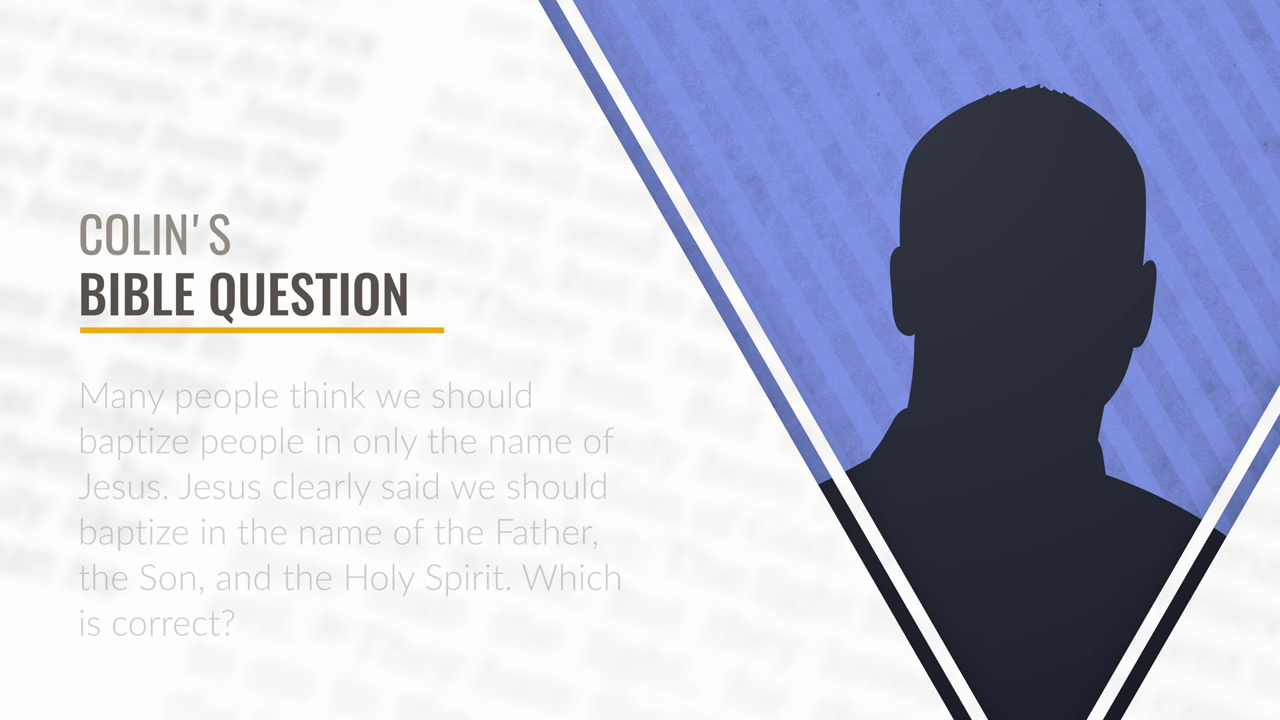 COLIN'S
BIBLE QUESTION
Many people think we should
baptize people in only the name of
Jesus. Jesus clearly said we should
baptize in the name of the Father,
the Son, and the Holy Spirit. Which
is correct?